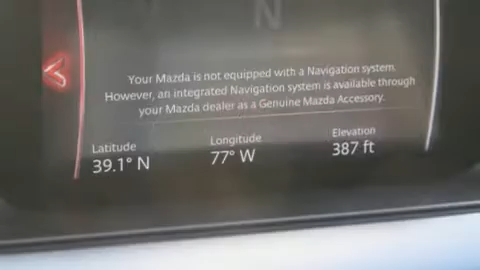 N
Your Mazda is not equipped with a Navigation system.
However, an integrated Navigation system is available through
your Mazda dealer as a Genuine Mazda Accessory.
Latitude Longitude Elevation
39.1° N 77° W 387 ft